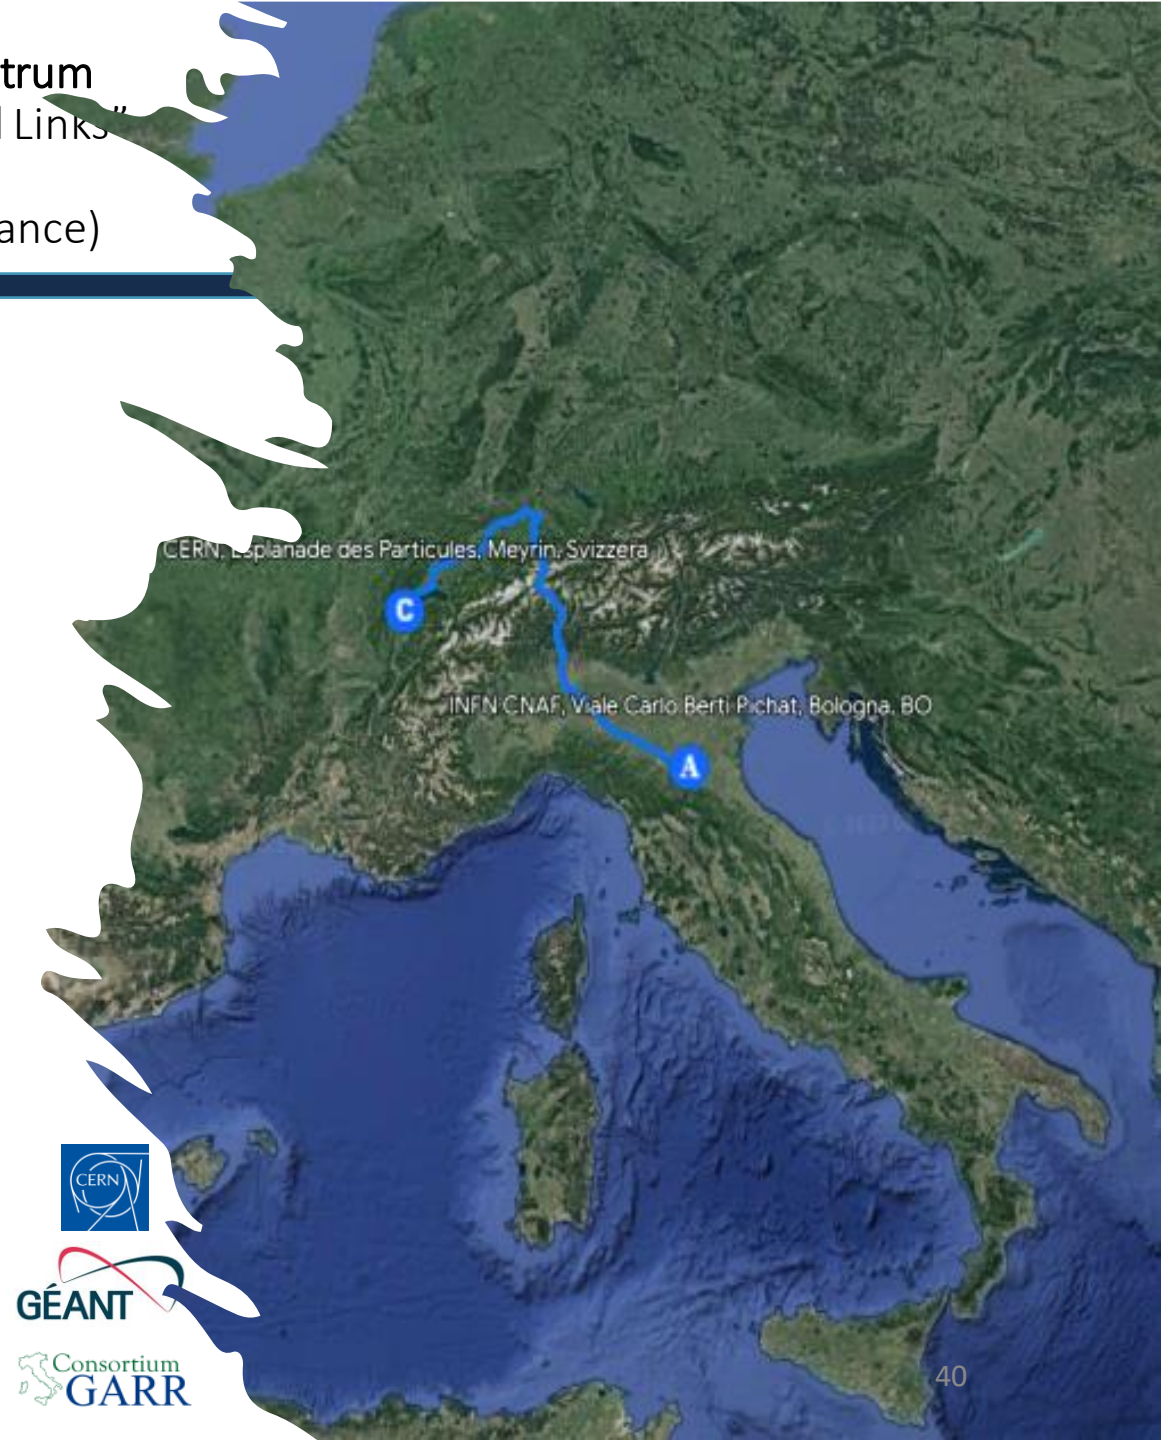 trum
l Links”
ance)
CERN, Esplanade des Particules, Meyrin, Svizzera
C
INFN CNAF, Viale Carlo Berti Pichat, Bologna, BO
A
CERN
GÉANT
Consortium
GARR
40